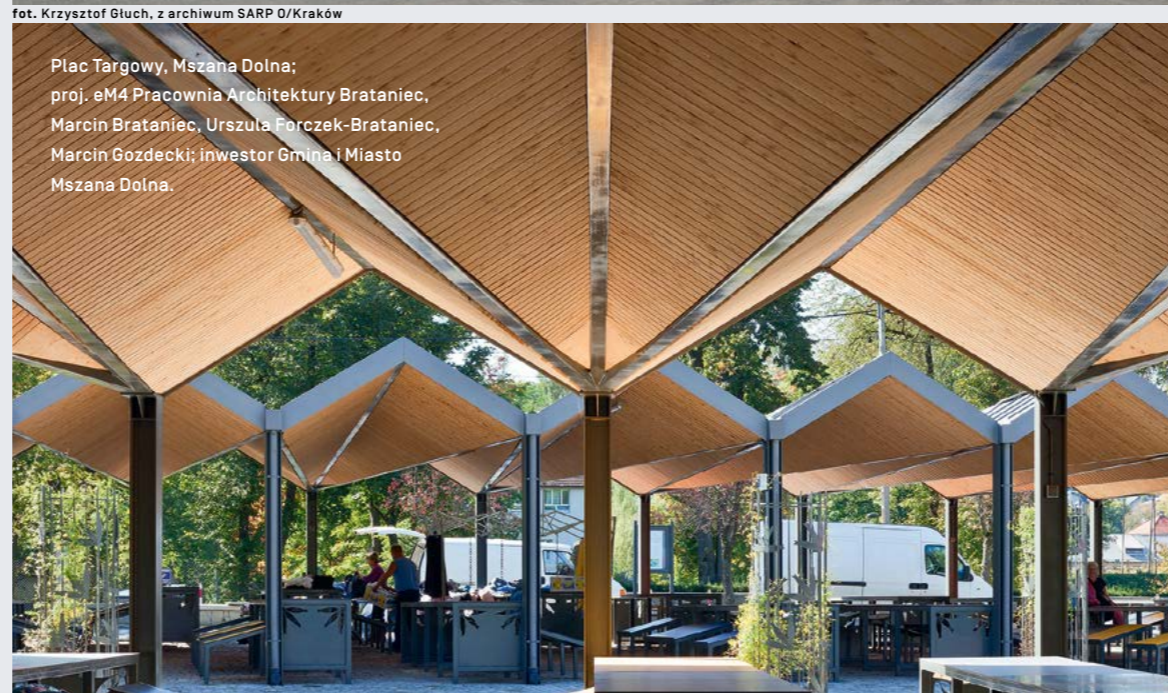 fot. Krzysztof Głuch, z archiwum SARP O/Kraków
Plac Targowy, Mszana Dolna;
proj. eM4 Pracownia Architektury Brataniec,
Marcin Brataniec, Urszula Forczek-Brataniec,
Marcin Gozdecki; inwestor Gmina i Miasto
Mszana Dolna.